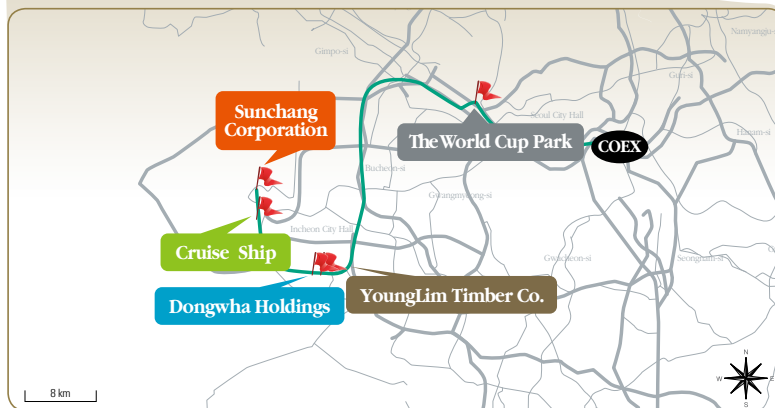 Gimpo-si
Namyangju-si
Guri-si
Sunchang
Corporation
Seoul City Hall
The World Cup Park
COEX
Hanam-si
Bucheon-si
Gwangmyeong-si
Incheon City Hall
Cruise Ship
Gwacheon-si
Seongnam-si
Dongwha Holdings
YoungLim Timber Co.
8 km
N
W
E
S